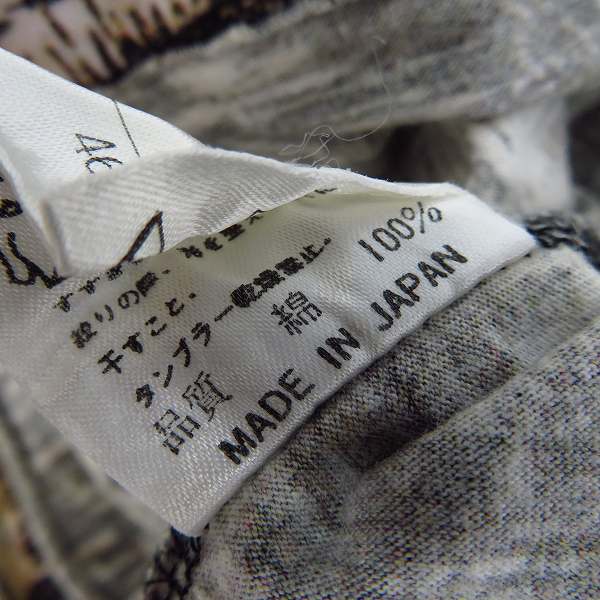 46
絞りの際、
干すこと。
タンブラー乾燥禁止。
品質 綿 100%
MADE IN JAPAN